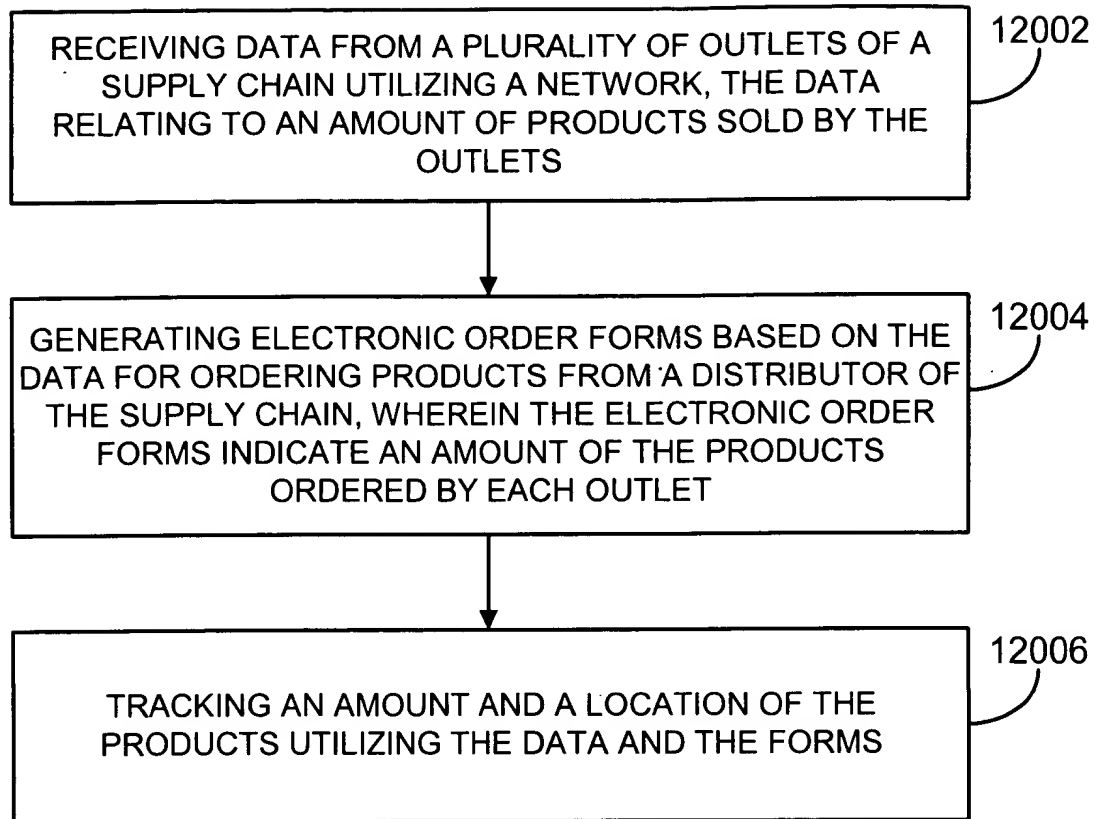 RECEIVING DATA FROM A PLURALITY OF OUTLETS OF A
SUPPLY CHAIN UTILIZING A NETWORK, THE DATA
RELATING TO AN AMOUNT OF PRODUCTS SOLD BY THE
OUTLETS
12002
GENERATING ELECTRONIC ORDER FORMS BASED ON THE
DATA FOR ORDERING PRODUCTS FROM A DISTRIBUTOR OF
THE SUPPLY CHAIN, WHEREIN THE ELECTRONIC ORDER
FORMS INDICATE AN AMOUNT OF THE PRODUCTS
ORDERED BY EACH OUTLET
12004
TRACKING AN AMOUNT AND A LOCATION OF THE
PRODUCTS UTILIZING THE DATA AND THE FORMS
12006